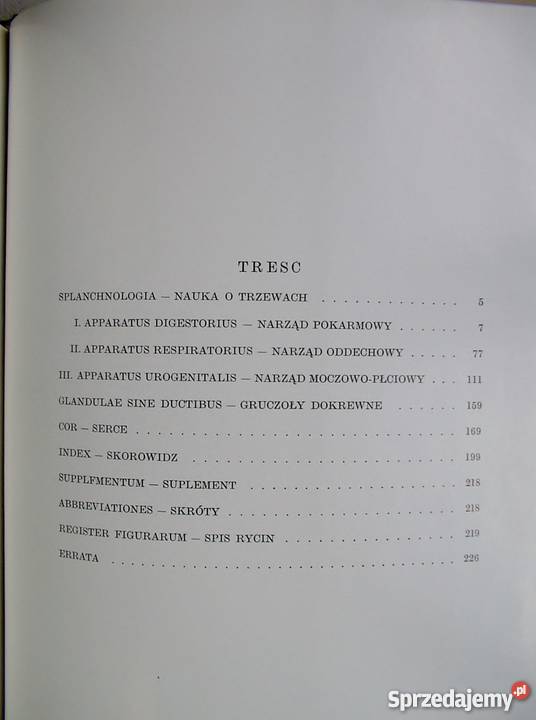 TRESC
SPLANCHNOLOGIA — NAUKA O TRZEWACH . . . . . . . . . . . . . 5
I. APPARATUS DIGESTORIUS — NARZĄD POKARMOWY . . . . . . 7
II. APPARATUS RESPIRATORIUS — NARZĄD ODDECHOWY . . . . . 77
III. APPARATUS UROGENITALIS — NARZĄD MOCZOWO-PŁCIOWY . . . 111
GLANDULAE SINE DUCTIBUS — GRUCZOŁY DOKREWNE . . . . . . 159
COR — SERCE . . . . . . . . . . . . . . . . . . . . . . . . . 169
INDEX — SKOROWIDZ . . . . . . . . . . . . . . . . . . . . . . 199
SUPPLFMENTUM — SUPLEMENT . . . . . . . . . . . . . . . . . 218
ABBREVIATIONES — SKRÓTY . . . . . . . . . . . . . . . . . . 218
REGISTER FIGURARUM — SPIS RYCIN . . . . . . . . . . . . . . 219
ERRATA . . . . . . . . . . . . . . . . . . . . . . . . . . . 226
Sprzedajemy.pl